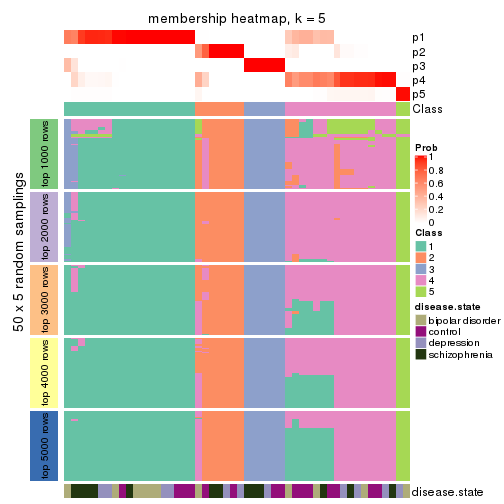 membership heatmap, k = 5
p1
p2
p3
p4
p5
Class
50 x 5 random samplings
top 1000 rows
top 2000 rows
top 3000 rows
top 4000 rows
top 5000 rows
Prob
1
0.8
0.6
0.4
0.2
0
Class
1
2
3
4
5
disease.state
bipolar disorder
control
depression
schizophrenia
disease.state